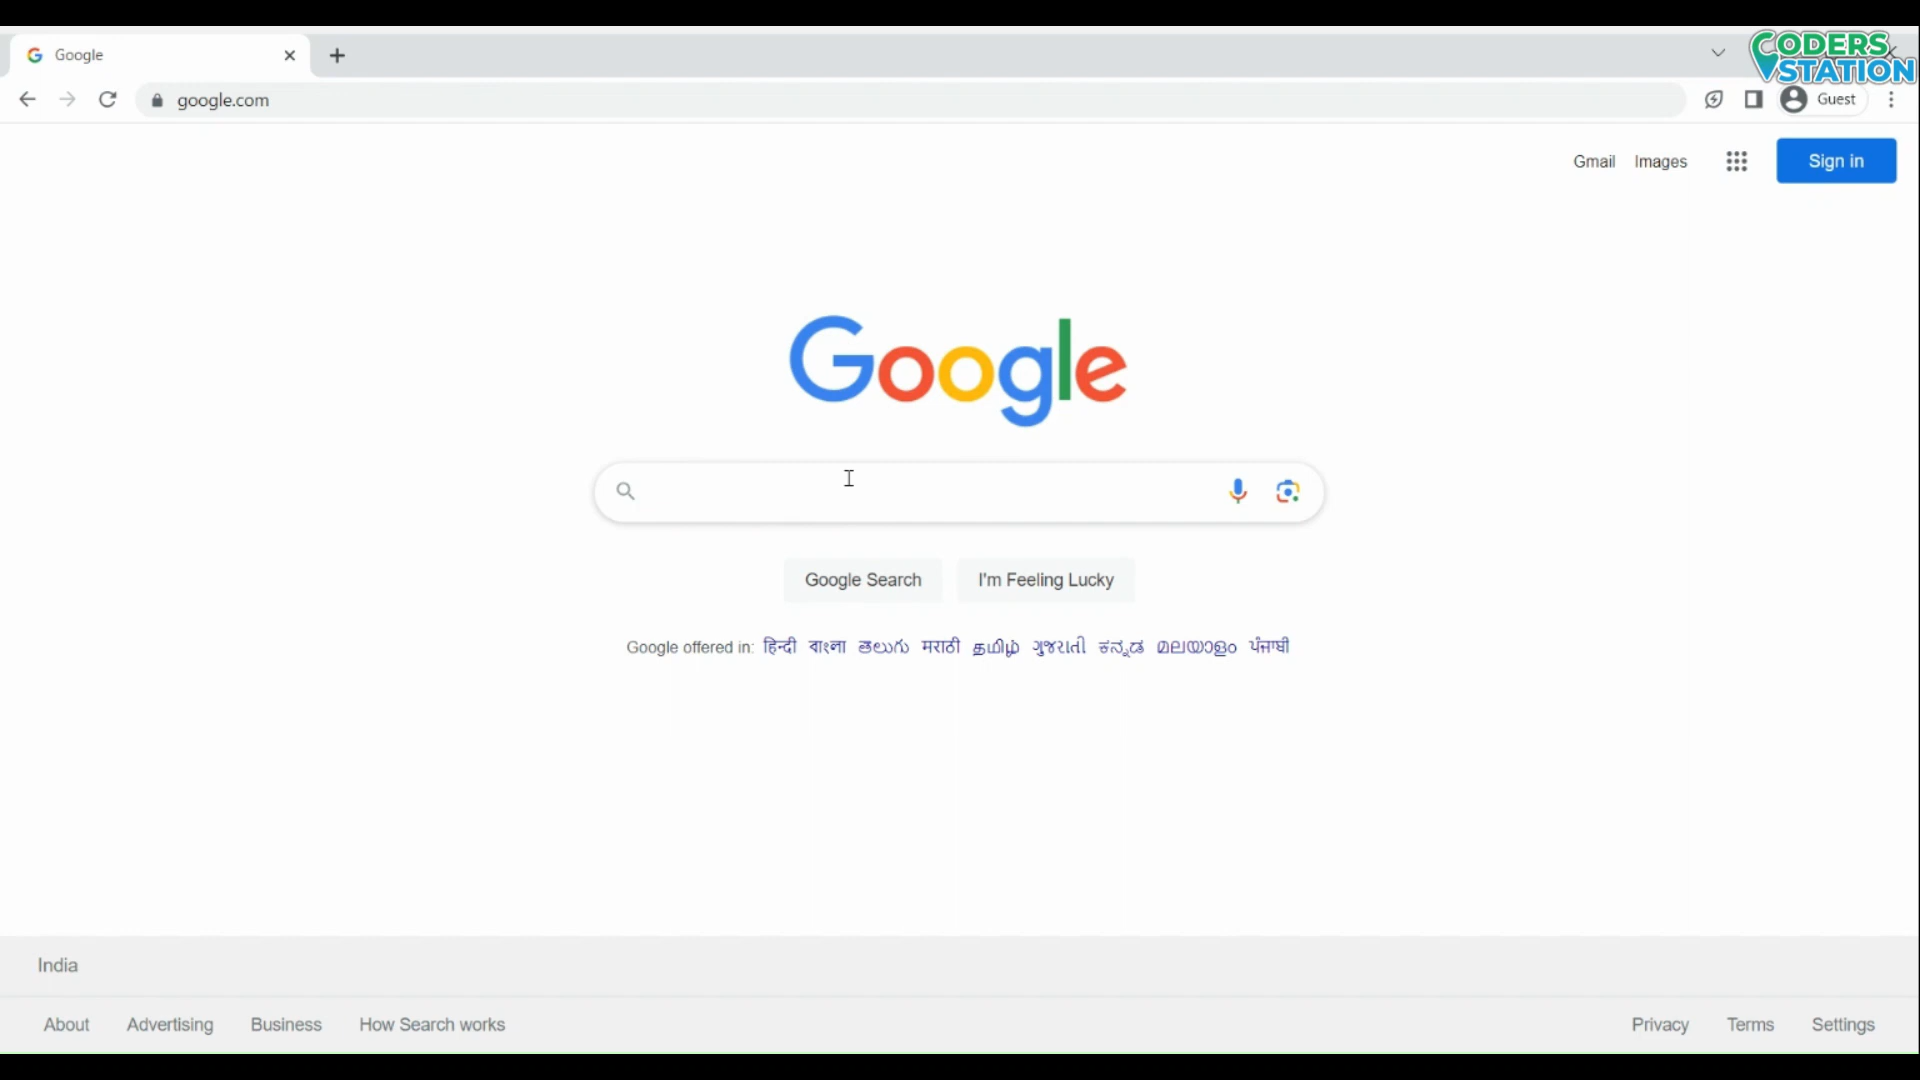 Google
CODERS
STATION
google.com
Guest
Gmail Images
Sign in
Google
Google Search
I'm Feeling Lucky
Google offered in: हिन्दी বাংলা తెలుగు मराठी தமிழ் ગુજરાતી ಕನ್ನಡ മലയാളം ਪੰਜਾਬੀ
India
About Advertising Business How Search works
Privacy Terms Settings